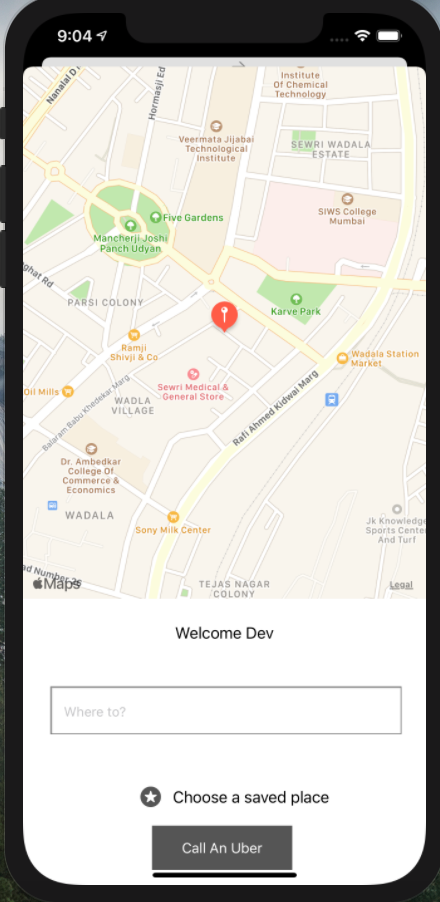 9:04
Nanalal D
Hormasji Ed
Institute
Of Chemical
Technology
Veermata Jijabai
Technological
Institute
SEWRI WADALA
ESTATE
SIWS College
Mumbai
Five Gardens
Mancherji Joshi
Panch Udyan
ghat Rd
PARSI COLONY
Karve Park
Ramji
Shivji & Co
Wadala Station
Market
Oil Mills
Sewri Medical &
General Store
Balaram Babu Khedekar Marg
WADLA
VILLAGE
Rafi Ahmed Kidwai Marg
Dr. Ambedkar
College Of
Commerce &
Economics
WADALA
Sony Milk Center
Jk Knowledge
Sports Center
And Turf
ad Number 26
Maps
TEJAS NAGAR
COLONY
Legal
Welcome Dev
Where to?
Choose a saved place
Call An Uber